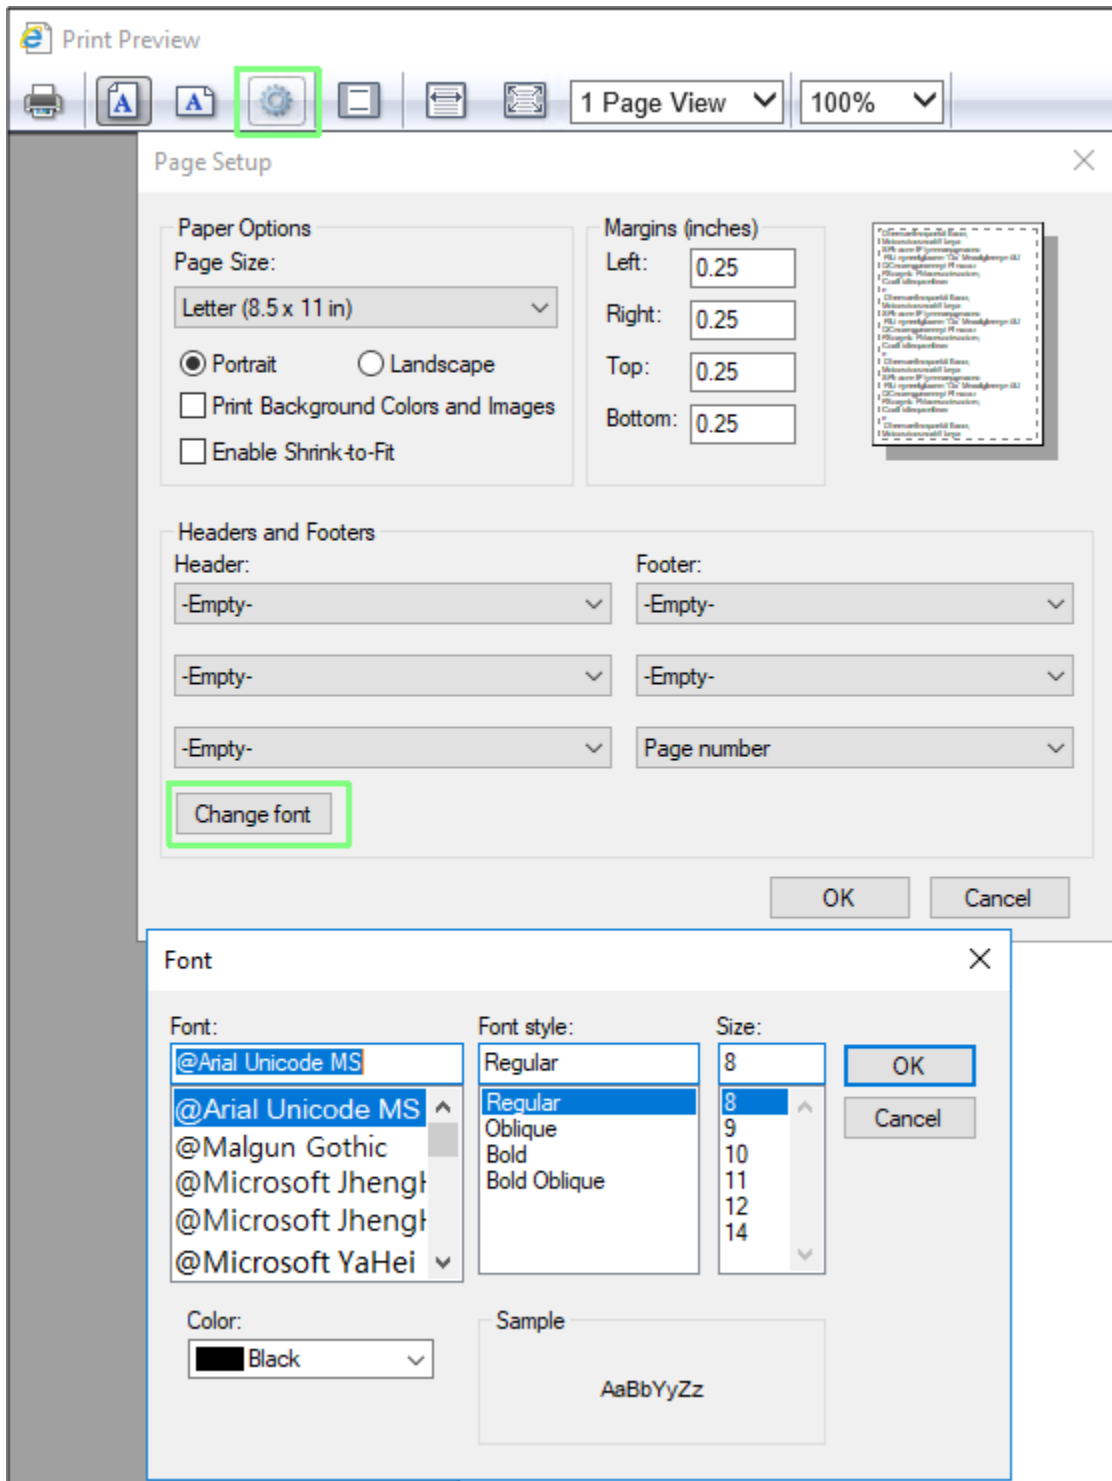 Print Preview
1 Page View
100%
Page Setup
Paper Options
Page Size:
Letter (8.5 x 11 in)
Portrait
Landscape
Print Background Colors and Images
Enable Shrink-to-Fit
Margins (inches)
Left:
0.25
Right:
0.25
Top:
0.25
Bottom:
0.25
Headers and Footers
Header:
Footer:
-Empty-
-Empty-
-Empty-
-Empty-
-Empty-
Page number
Change font
OK
Cancel
Font
Font:
@Arial Unicode MS
@Arial Unicode MS
@Malgun Gothic
@Microsoft JhengH
@Microsoft JhengH
@Microsoft YaHei
Font style:
Regular
Regular
Oblique
Bold
Bold Oblique
Size:
8
8
9
10
11
12
14
OK
Cancel
Color:
Black
Sample
AaBbYyZz